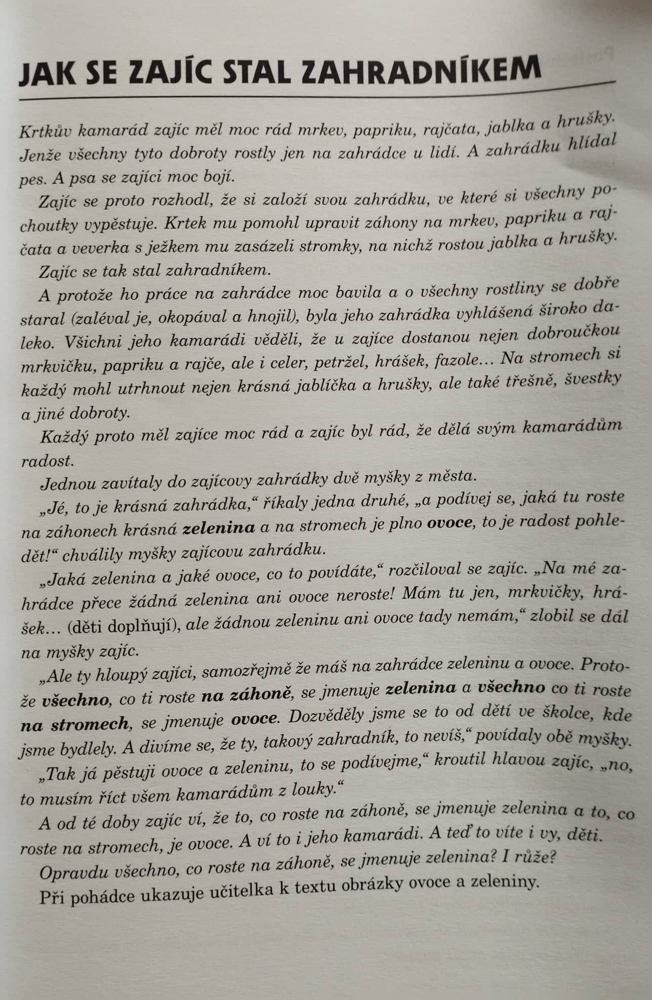 JAK SE ZAJÍC STAL ZAHRADNÍKEM
Krtkův kamarád zajíc měl moc rád mrkev, papriku, rajčata, jablka a hrušky.
Jenže všechny tyto dobroty rostly jen na zahrádce u lidí. A zahrádku hlídal
pes. A psa se zajíci moc bojí.
Zajíc se proto rozhodl, že si založí svou zahrádku, ve které si všechny po-
choutky vypěstuje. Krtek mu pomohl upravit záhony na mrkev, papriku a raj-
čata a veverka s ježkem mu zasázeli stromky, na nichž rostou jablka a hrušky.
Zajíc se tak stal zahradníkem.
A protože ho práce na zahrádce moc bavila a o všechny rostliny se dobře
staral (zaléval je, okopával a hnojil), byla jeho zahrádka vyhlášená široko da-
leko. Všichni jeho kamarádi věděli, že u zajíce dostanou nejen dobroučkou
mrkvičku, papriku a rajče, ale i celer, petržel, hrášek, fazole… Na stromech si
každý mohl utrhnout nejen krásná jablíčka a hrušky, ale také třešně, švestky
a jiné dobroty.
Každý proto měl zajíce moc rád a zajíc byl rád, že dělá svým kamarádům
radost.
Jednou zavítaly do zajícovy zahrádky dvě myšky z města.
„Jé, to je krásná zahrádka,“ říkaly jedna druhé, „a podívej se, jaká tu roste
na záhonech krásná zelenina a na stromech je plno ovoce, to je radost pohle-
dět!“ chválily myšky zajícovu zahrádku.
„Jaká zelenina a jaké ovoce, co to povídáte,“ rozčiloval se zajíc. „Na mé za-
hrádce přece žádná zelenina ani ovoce neroste! Mám tu jen, mrkvičky, hrá-
šek… (děti doplňují), ale žádnou zeleninu ani ovoce tady nemám,“ zlobil se dál
na myšky zajíc.
„Ale ty hloupý zajíci, samozřejmě že máš na zahrádce zeleninu a ovoce. Proto-
že všechno, co ti roste na záhoně, se jmenuje zelenina a všechno co ti roste
na stromech, se jmenuje ovoce. Dozvěděly jsme se to od dětí ve školce, kde
jsme bydlely. A divíme se, že ty, takový zahradník, to nevíš,“ povídaly obě myšky.
„Tak já pěstuji ovoce a zeleninu, to se podívejme,“ kroutil hlavou zajíc, „no,
to musím říct všem kamarádům z louky.“
A od té doby zajíc ví, že to, co roste na záhoně, se jmenuje zelenina a to, co
roste na stromech, je ovoce. A ví to i jeho kamarádi. A teď to víte i vy, děti.
Opravdu všechno, co roste na záhoně, se jmenuje zelenina? I růže?
Při pohádce ukazuje učitelka k textu obrázky ovoce a zeleniny.